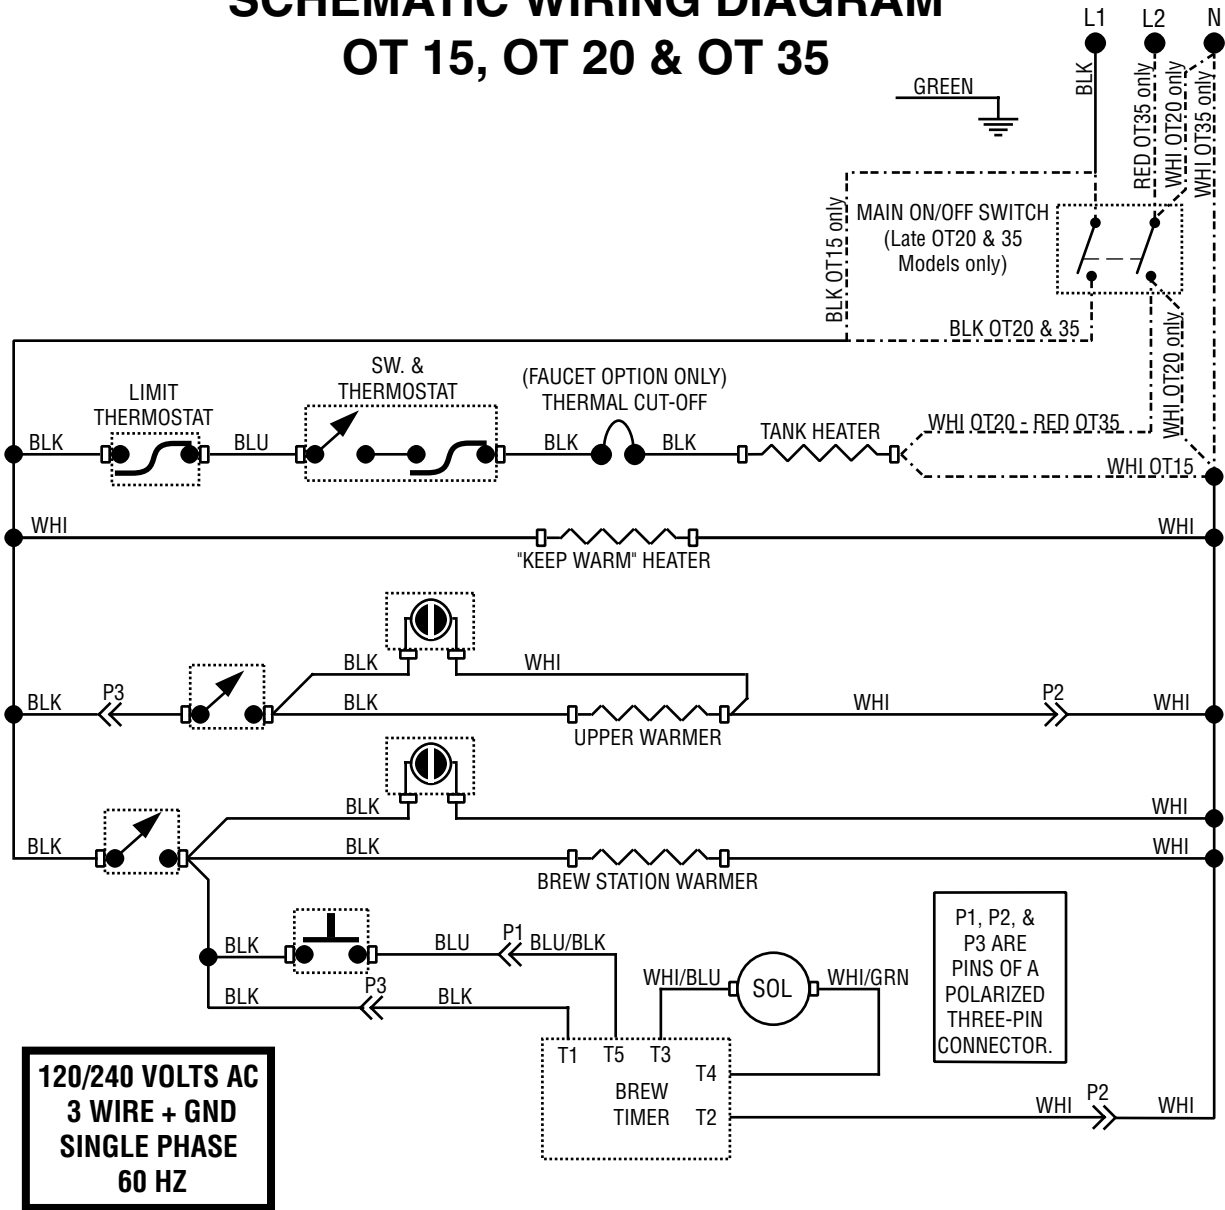 SCHEMATIC WIRING DIAGRAM
OT 15, OT 20 & OT 35
L1
L2
N
GREEN
BLK
RED OT35 only
WHI OT20 only
WHI OT35 only
BLK OT15 only
MAIN ON/OFF SWITCH
(Late OT20 & 35
Models only)
BLK OT20 & 35
WHI OT20 only
LIMIT
THERMOSTAT
SW. &
THERMOSTAT
(FAUCET OPTION ONLY)
THERMAL CUT-OFF
TANK HEATER
WHI OT20 - RED OT35
WHI OT15
BLK
BLU
BLK
BLK
WHI
WHI
"KEEP WARM" HEATER
BLK
WHI
BLK
P3
BLK
WHI
P2
WHI
UPPER WARMER
BLK
WHI
BLK
BLK
WHI
BREW STATION WARMER
BLK
BLU
P1
BLU/BLK
BLK
P3
BLK
WHI/BLU
SOL
WHI/GRN
T1
T5
T3
T4
BREW
TIMER
T2
WHI
P2
WHI
P1, P2, &
P3 ARE
PINS OF A
POLARIZED
THREE-PIN
CONNECTOR.
120/240 VOLTS AC
3 WIRE + GND
SINGLE PHASE
60 HZ